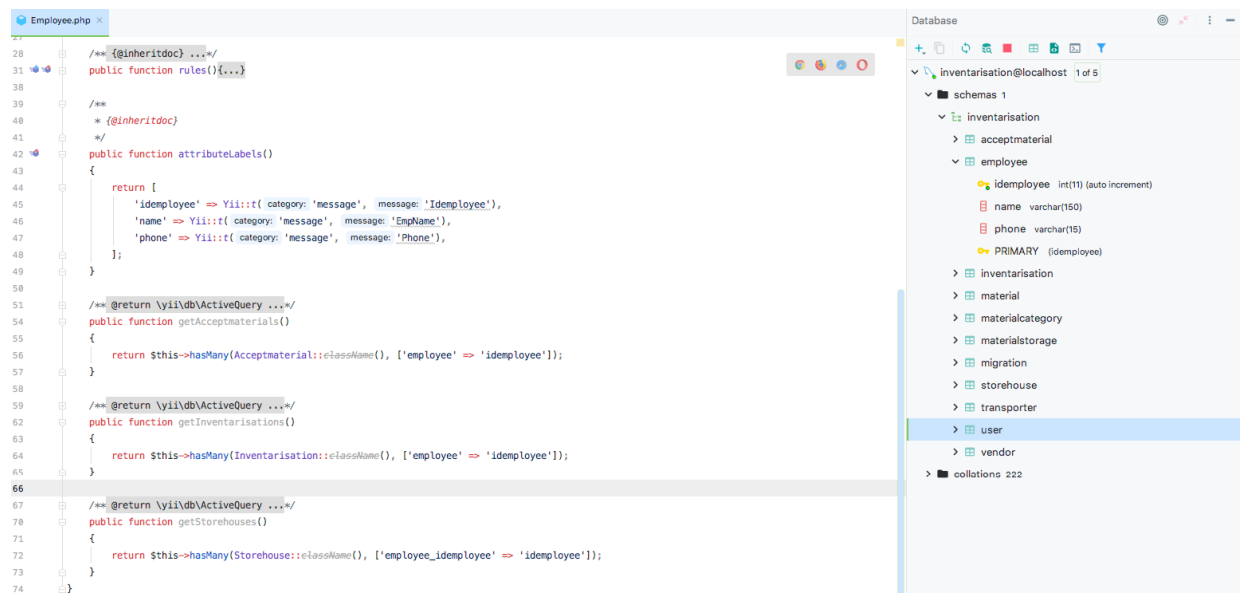 Employee.php
27
28 /** {@inheritdoc} ...*/
31 public function rules(){...}
38
39 /**
40 * {@inheritdoc}
41 */
42 public function attributeLabels()
43 {
44 return [
45 'idemployee' => Yii::t( category: 'message', message: 'Idemployee'),
46 'name' => Yii::t( category: 'message', message: 'EmpName'),
47 'phone' => Yii::t( category: 'message', message: 'Phone'),
48 ];
49 }
50
51 /** @return \yii\db\ActiveQuery ...*/
54 public function getAcceptmaterials()
55 {
56 return $this->hasMany(Acceptmaterial::className(), ['employee' => 'idemployee']);
57 }
58
59 /** @return \yii\db\ActiveQuery ...*/
62 public function getInventarisations()
63 {
64 return $this->hasMany(Inventarisation::className(), ['employee' => 'idemployee']);
65 }
66
67 /** @return \yii\db\ActiveQuery ...*/
70 public function getStorehouses()
71 {
72 return $this->hasMany(Storehouse::className(), ['employee_idemployee' => 'idemployee']);
73 }
74 }
Database
inventarisation@localhost 1 of 5
schemas 1
inventarisation
acceptmaterial
employee
idemployee int(11) (auto increment)
name varchar(150)
phone varchar(15)
PRIMARY (idemployee)
inventarisation
material
materialcategory
materialstorage
migration
storehouse
transporter
user
vendor
collations 222